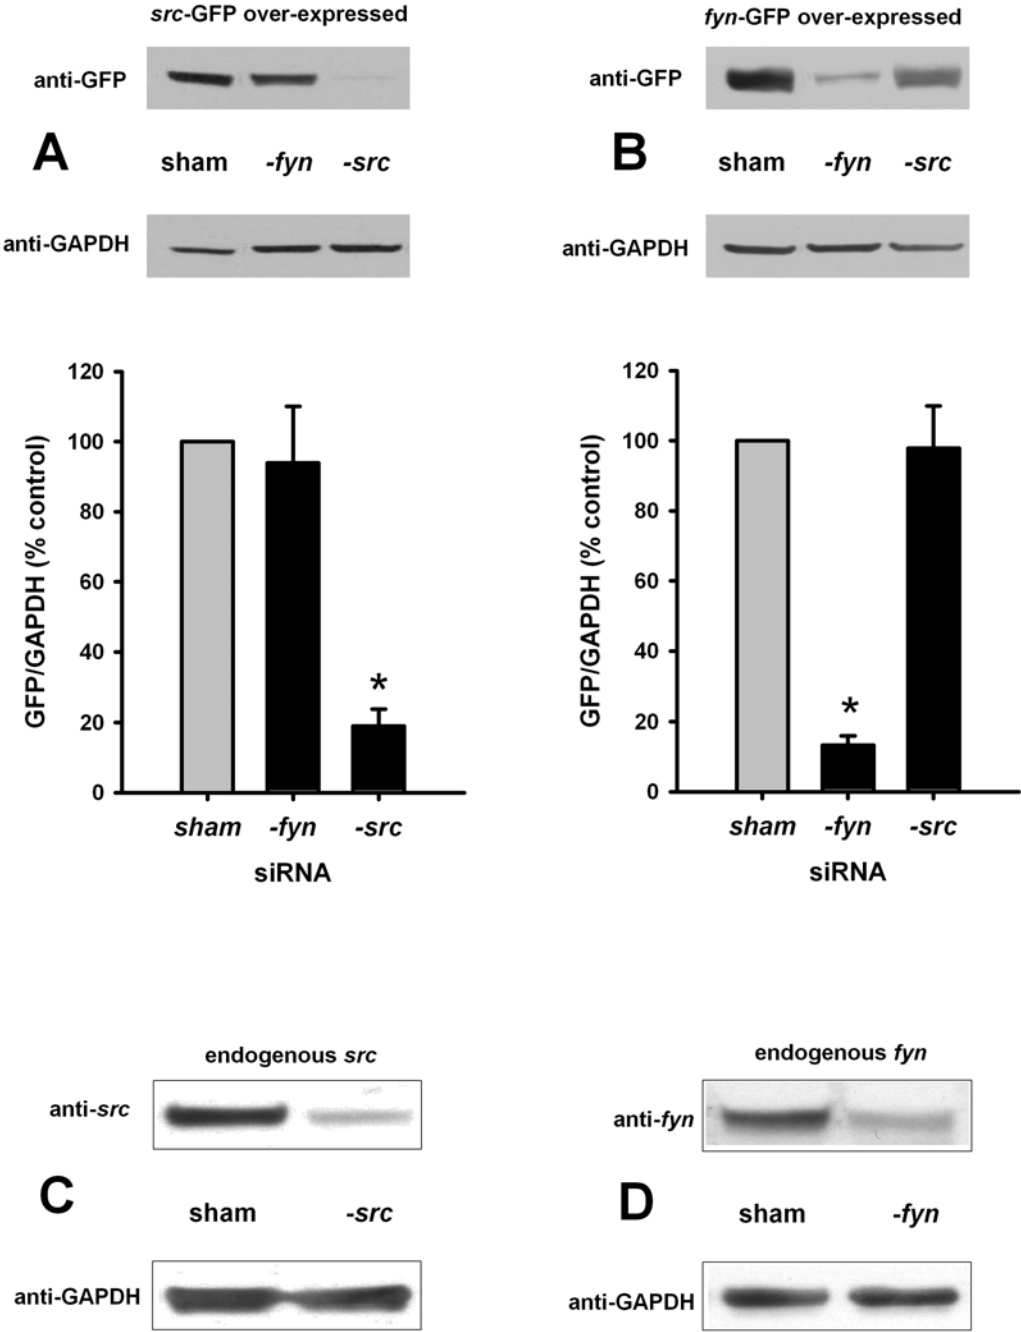 src-GFP over-expressed
anti-GFP
A
sham -fyn -src
anti-GAPDH
120
100
80
60
40
20
0
GFP/GAPDH (% control)
*
sham -fyn -src
siRNA
fyn-GFP over-expressed
anti-GFP
B
sham -fyn -src
anti-GAPDH
120
100
80
60
40
20
0
GFP/GAPDH (% control)
*
sham -fyn -src
siRNA
endogenous src
anti-src
C
sham -src
anti-GAPDH
endogenous fyn
anti-fyn
D
sham -fyn
anti-GAPDH